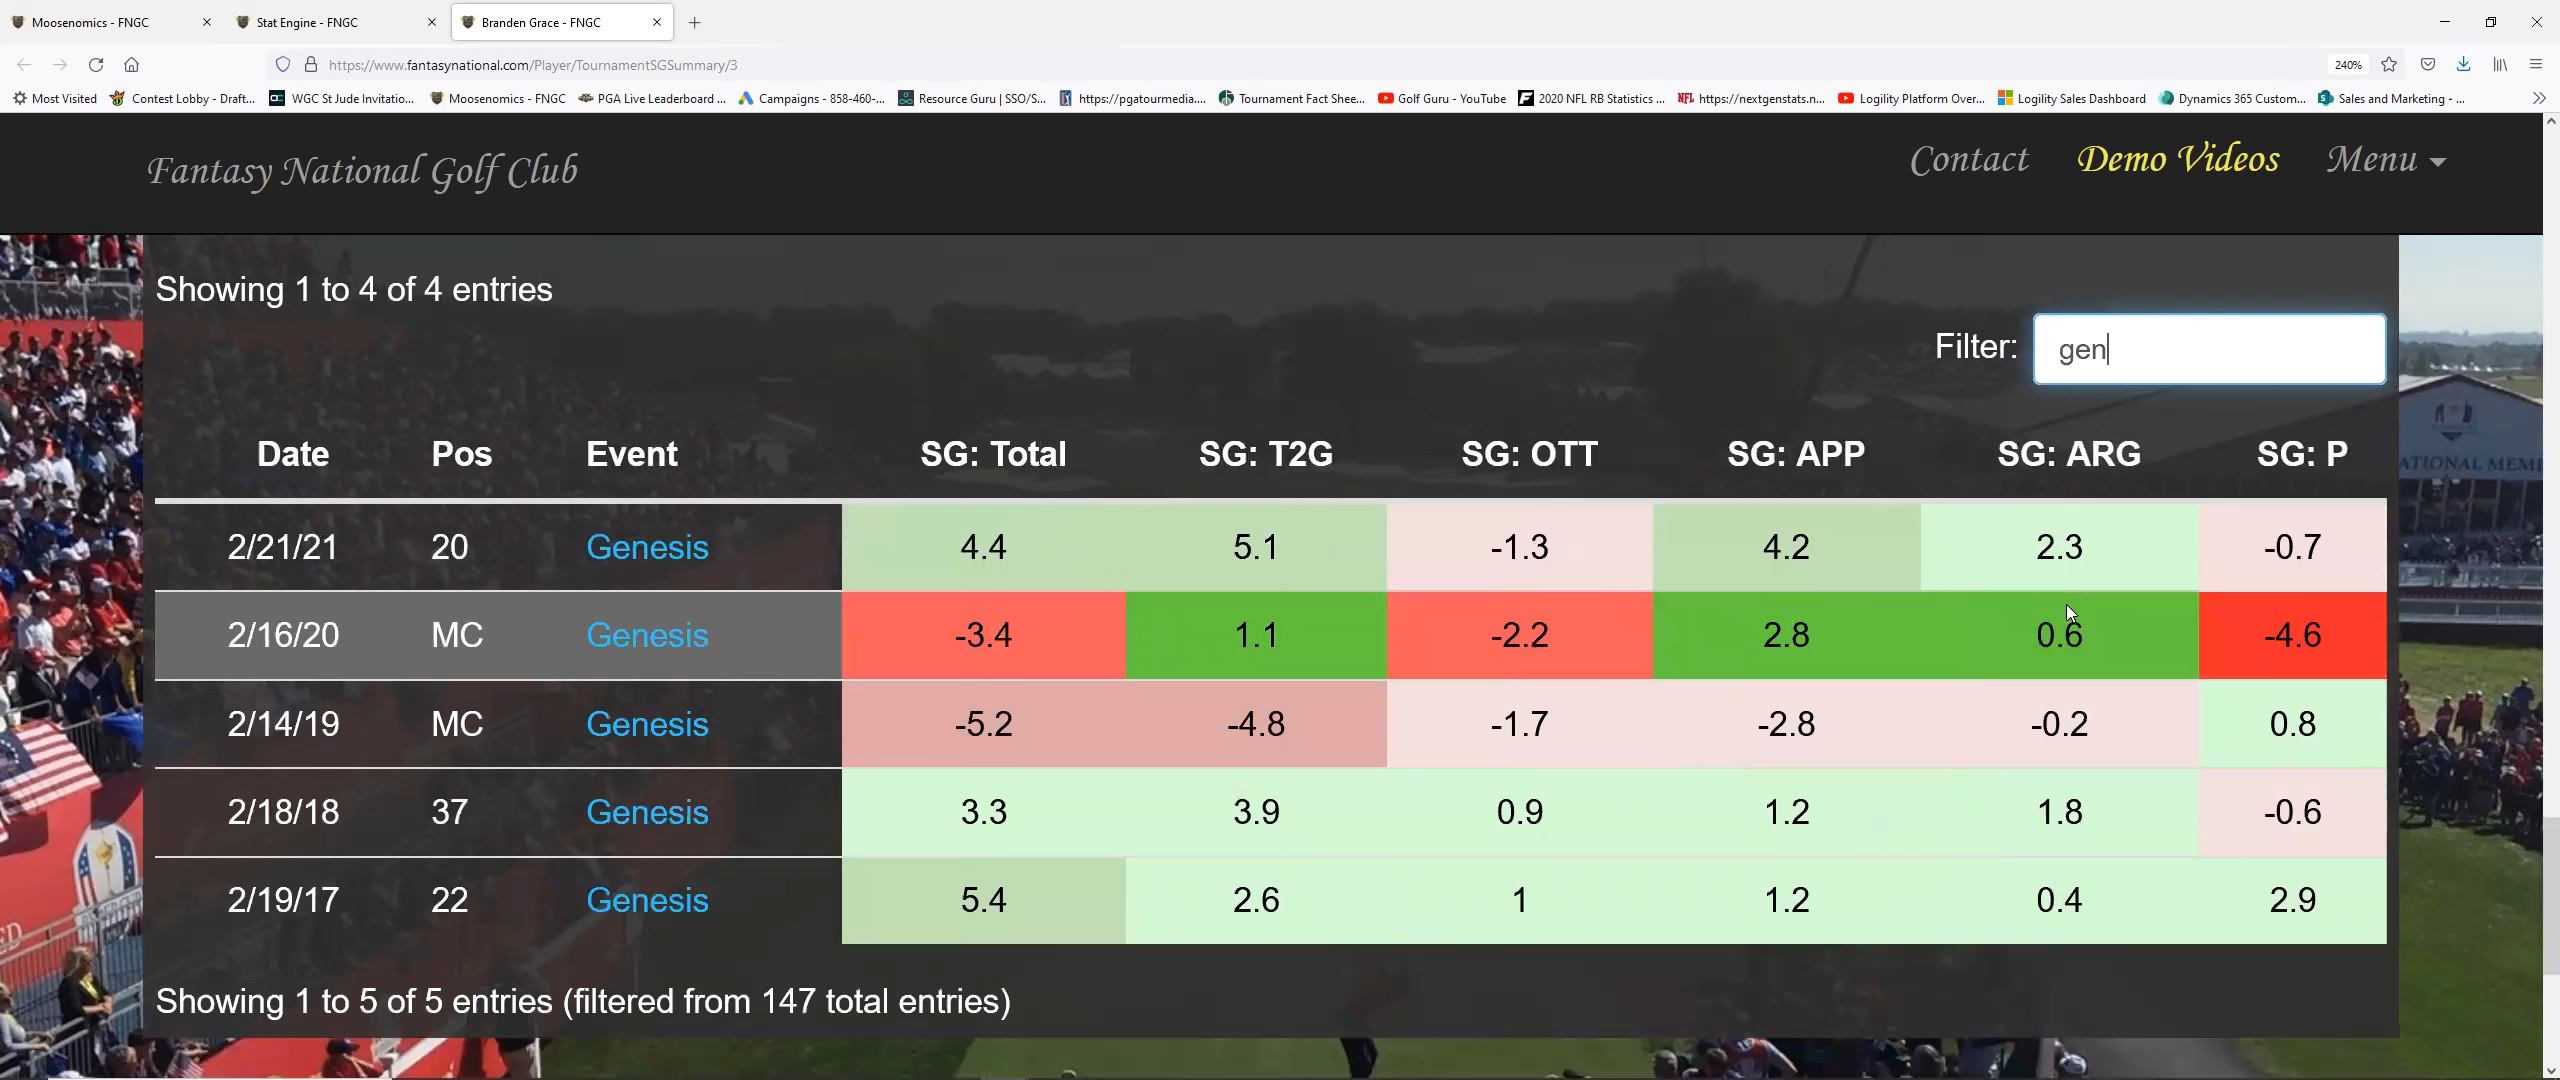 Moosenomics - FNGC
Stat Engine - FNGC
Branden Grace - FNGC
https://www.fantasynational.com/Player/TournamentSGSummary/3
240%
Most Visited
Contest Lobby - Draft...
WGC St Jude Invitatio...
Moosenomics - FNGC
PGA Live Leaderboard ...
Campaigns - 858-460-...
Resource Guru | SSO/S...
https://pgatourmedia....
Tournament Fact Shee...
Golf Guru - YouTube
2020 NFL RB Statistics ...
https://nextgenstats.n...
Logility Platform Over...
Logility Sales Dashboard
Dynamics 365 Custom...
Sales and Marketing - ...
Fantasy National Golf Club
Contact
Demo Videos
Menu
Showing 1 to 4 of 4 entries
Filter: gen
Date Pos Event SG: Total SG: T2G SG: OTT SG: APP SG: ARG SG: P
2/21/21 20 Genesis 4.4 5.1 -1.3 4.2 2.3 -0.7
2/16/20 MC Genesis -3.4 1.1 -2.2 2.8 0.6 -4.6
2/14/19 MC Genesis -5.2 -4.8 -1.7 -2.8 -0.2 0.8
2/18/18 37 Genesis 3.3 3.9 0.9 1.2 1.8 -0.6
2/19/17 22 Genesis 5.4 2.6 1 1.2 0.4 2.9
Showing 1 to 5 of 5 entries (filtered from 147 total entries)